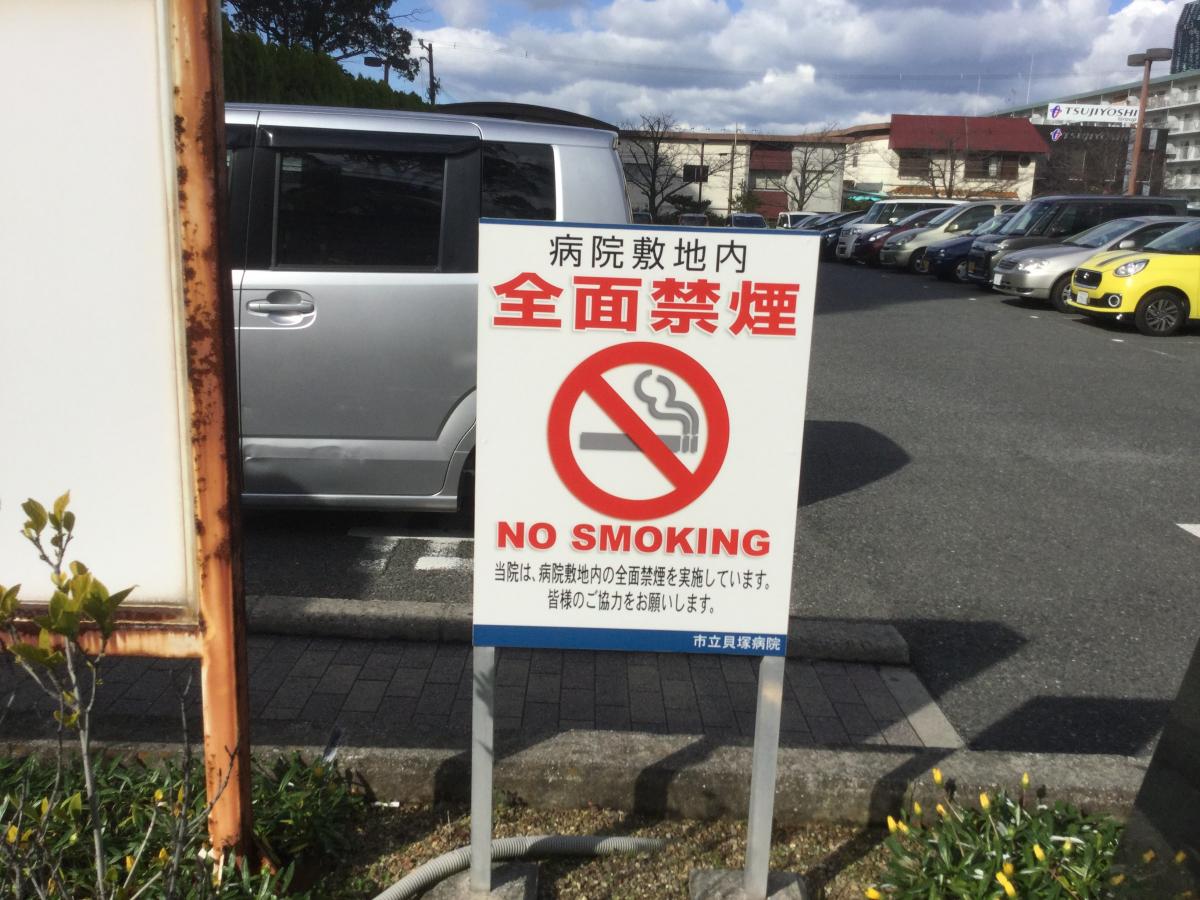 病院敷地内
全面禁煙
NO SMOKING
当院は、病院敷地内の全面禁煙を実施しています。
皆様のご協力をお願いします。
市立貝塚病院
TSUJIYOSHI
Group
TSUJIYOSHI